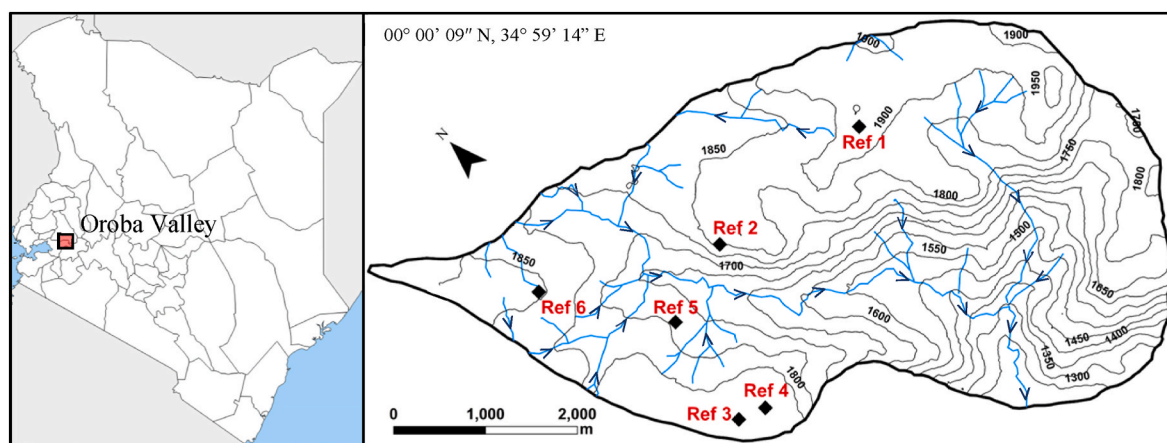 00° 00’ 09″ N, 34° 59’ 14” E
Oroba Valley
N
1900
1900
1950
1900
1700
Ref 1
1850
1750
1800
1800
Ref 2
1500
1550
1850
1700
Ref 6
Ref 5
1600
1650
1450
1400
1350
1300
1800
Ref 4
Ref 3
0 1,000 2,000
m